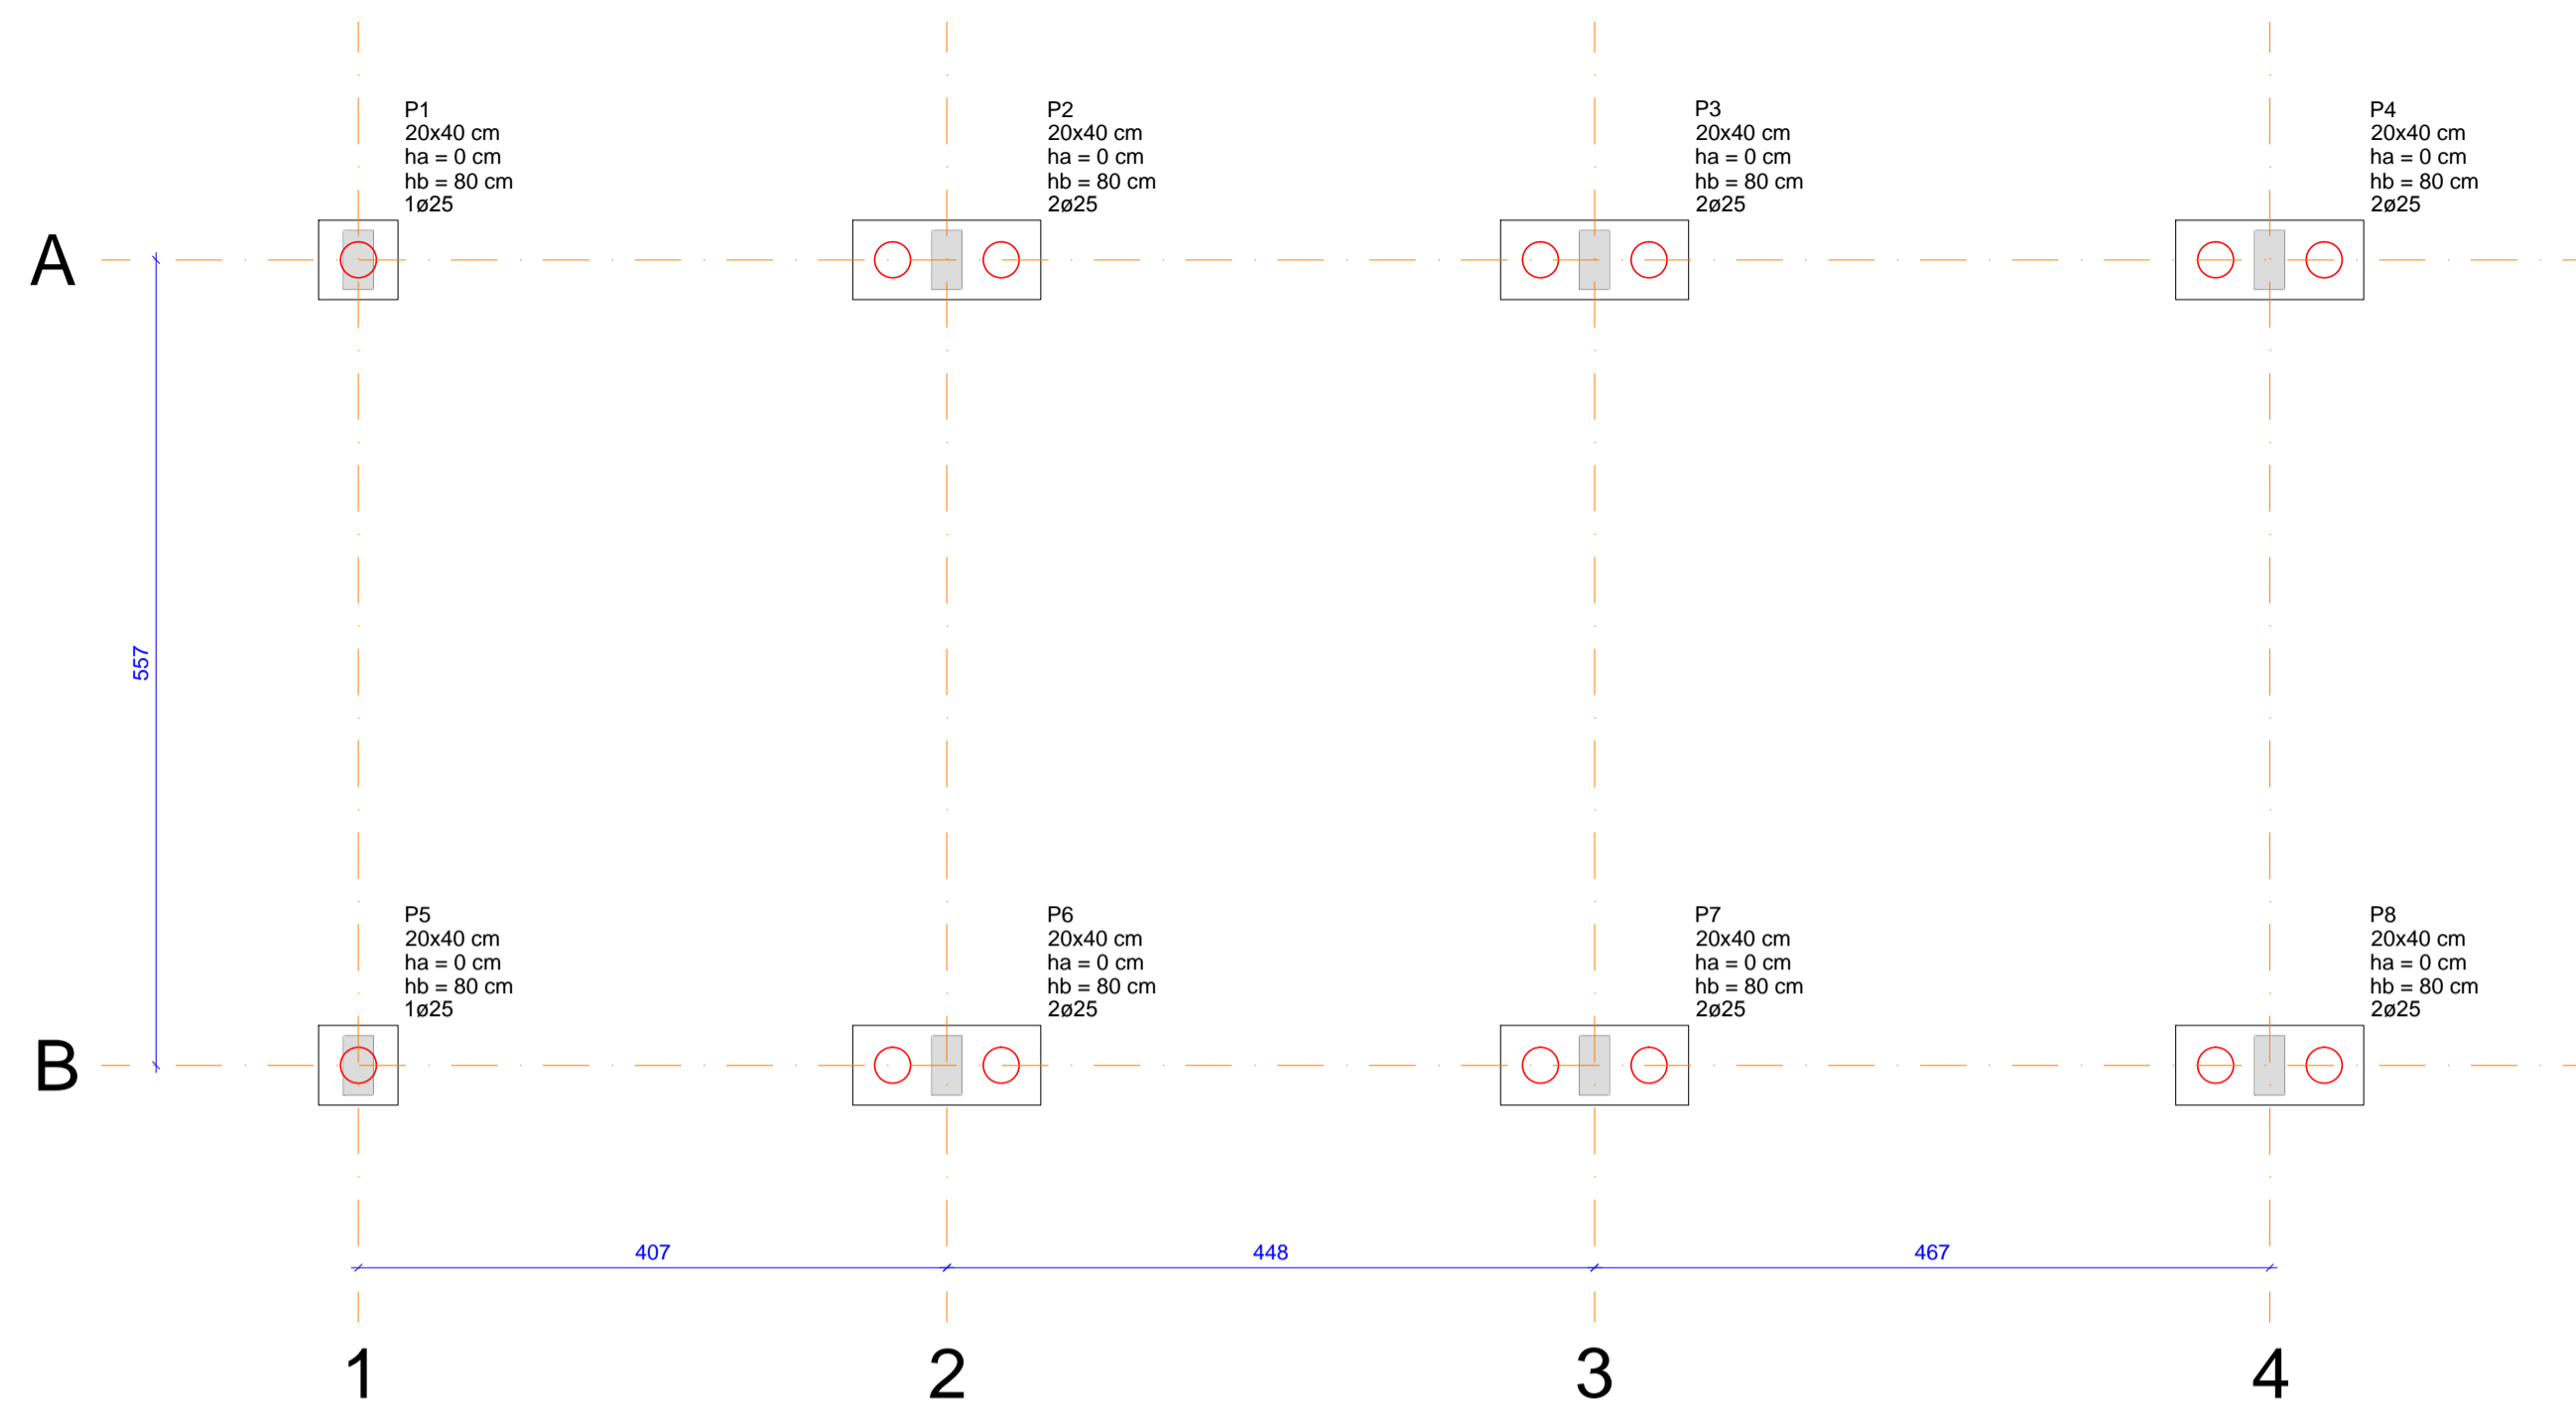 P1
20x40 cm
ha = 0 cm
hb = 80 cm
1ø25
P2
20x40 cm
ha = 0 cm
hb = 80 cm
2ø25
P3
20x40 cm
ha = 0 cm
hb = 80 cm
2ø25
P4
20x40 cm
ha = 0 cm
hb = 80 cm
2ø25
A
557
P5
20x40 cm
ha = 0 cm
hb = 80 cm
1ø25
P6
20x40 cm
ha = 0 cm
hb = 80 cm
2ø25
P7
20x40 cm
ha = 0 cm
hb = 80 cm
2ø25
P8
20x40 cm
ha = 0 cm
hb = 80 cm
2ø25
B
407
448
467
1
2
3
4